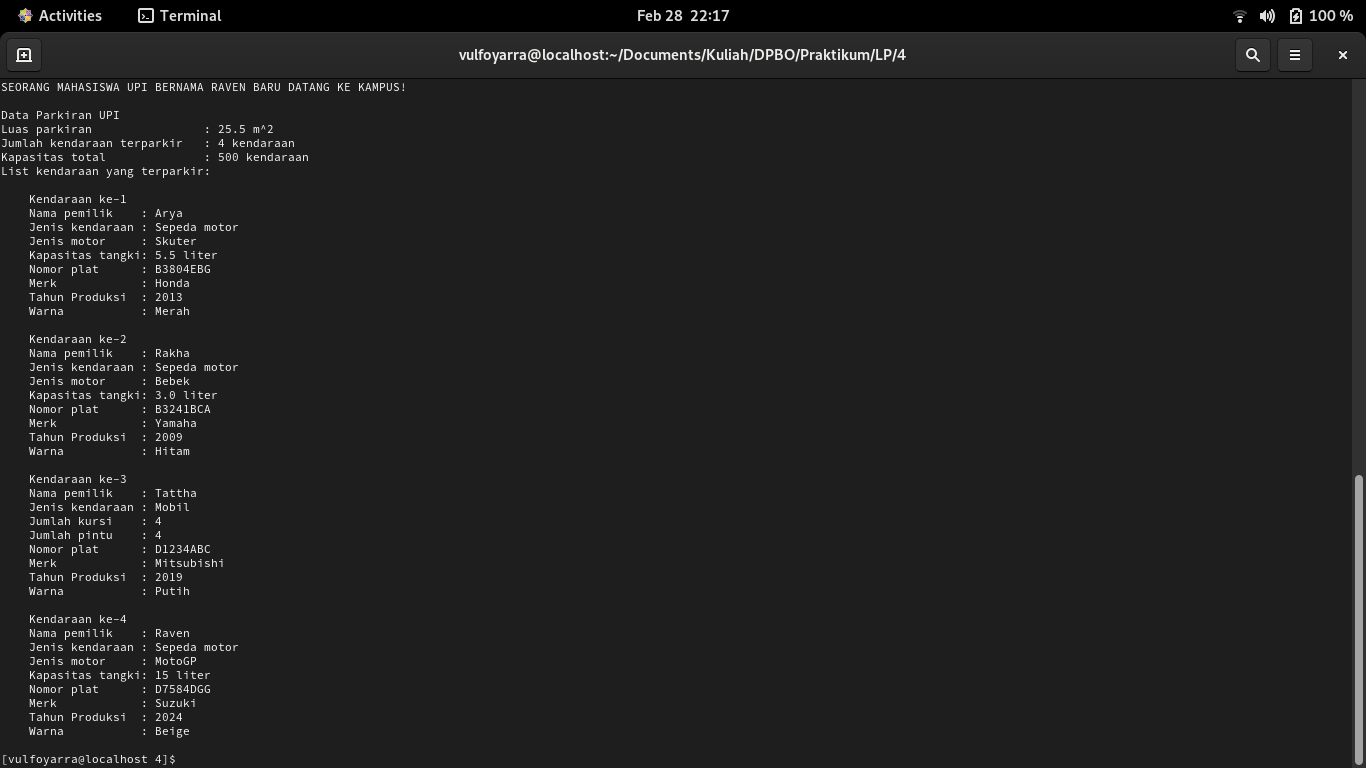 Activities Terminal Feb 28 22:17 100 %
vulfoyarra@localhost:~/Documents/Kuliah/DPBO/Praktikum/LP/4
SEORANG MAHASISWA UPI BERNAMA RAVEN BARU DATANG KE KAMPUS!
Data Parkiran UPI
Luas parkiran : 25.5 m^2
Jumlah kendaraan terparkir : 4 kendaraan
Kapasitas total : 500 kendaraan
List kendaraan yang terparkir:
Kendaraan ke-1
Nama pemilik : Arya
Jenis kendaraan : Sepeda motor
Jenis motor : Skuter
Kapasitas tangki: 5.5 liter
Nomor plat : B3804EBG
Merk : Honda
Tahun Produksi : 2013
Warna : Merah
Kendaraan ke-2
Nama pemilik : Rakha
Jenis kendaraan : Sepeda motor
Jenis motor : Bebek
Kapasitas tangki: 3.0 liter
Nomor plat : B3241BCA
Merk : Yamaha
Tahun Produksi : 2009
Warna : Hitam
Kendaraan ke-3
Nama pemilik : Tattha
Jenis kendaraan : Mobil
Jumlah kursi : 4
Jumlah pintu : 4
Nomor plat : D1234ABC
Merk : Mitsubishi
Tahun Produksi : 2019
Warna : Putih
Kendaraan ke-4
Nama pemilik : Raven
Jenis kendaraan : Sepeda motor
Jenis motor : MotoGP
Kapasitas tangki: 15 liter
Nomor plat : D7584DGG
Merk : Suzuki
Tahun Produksi : 2024
Warna : Beige
[vulfoyarra@localhost 4]$